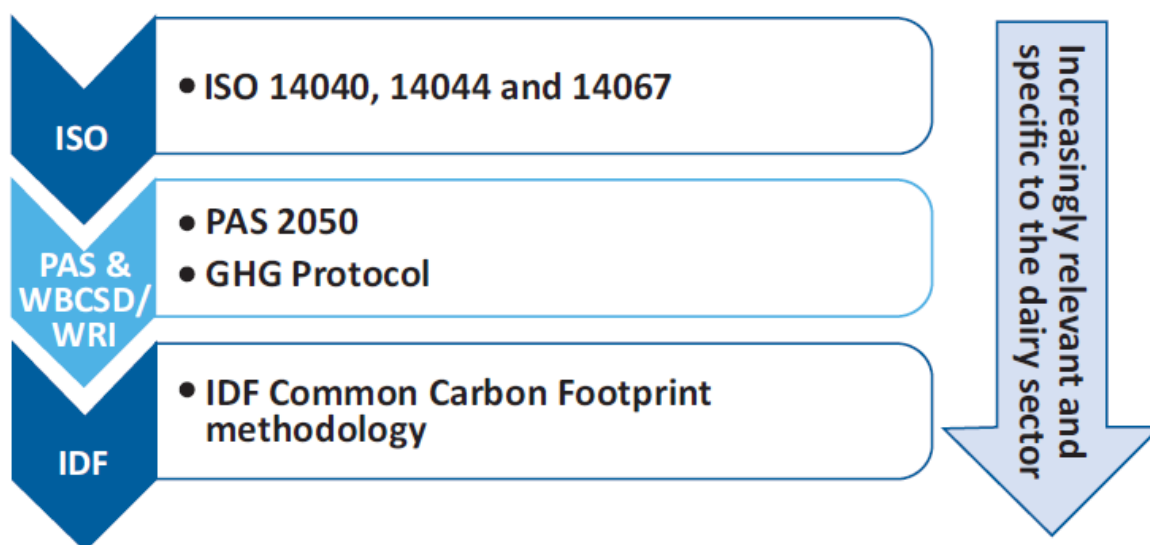 ISO
• ISO 14040, 14044 and 14067
PAS &
WBCSD/
WRI
• PAS 2050
• GHG Protocol
IDF
• IDF Common Carbon Footprint
methodology
Increasingly relevant and
specific to the dairy sector